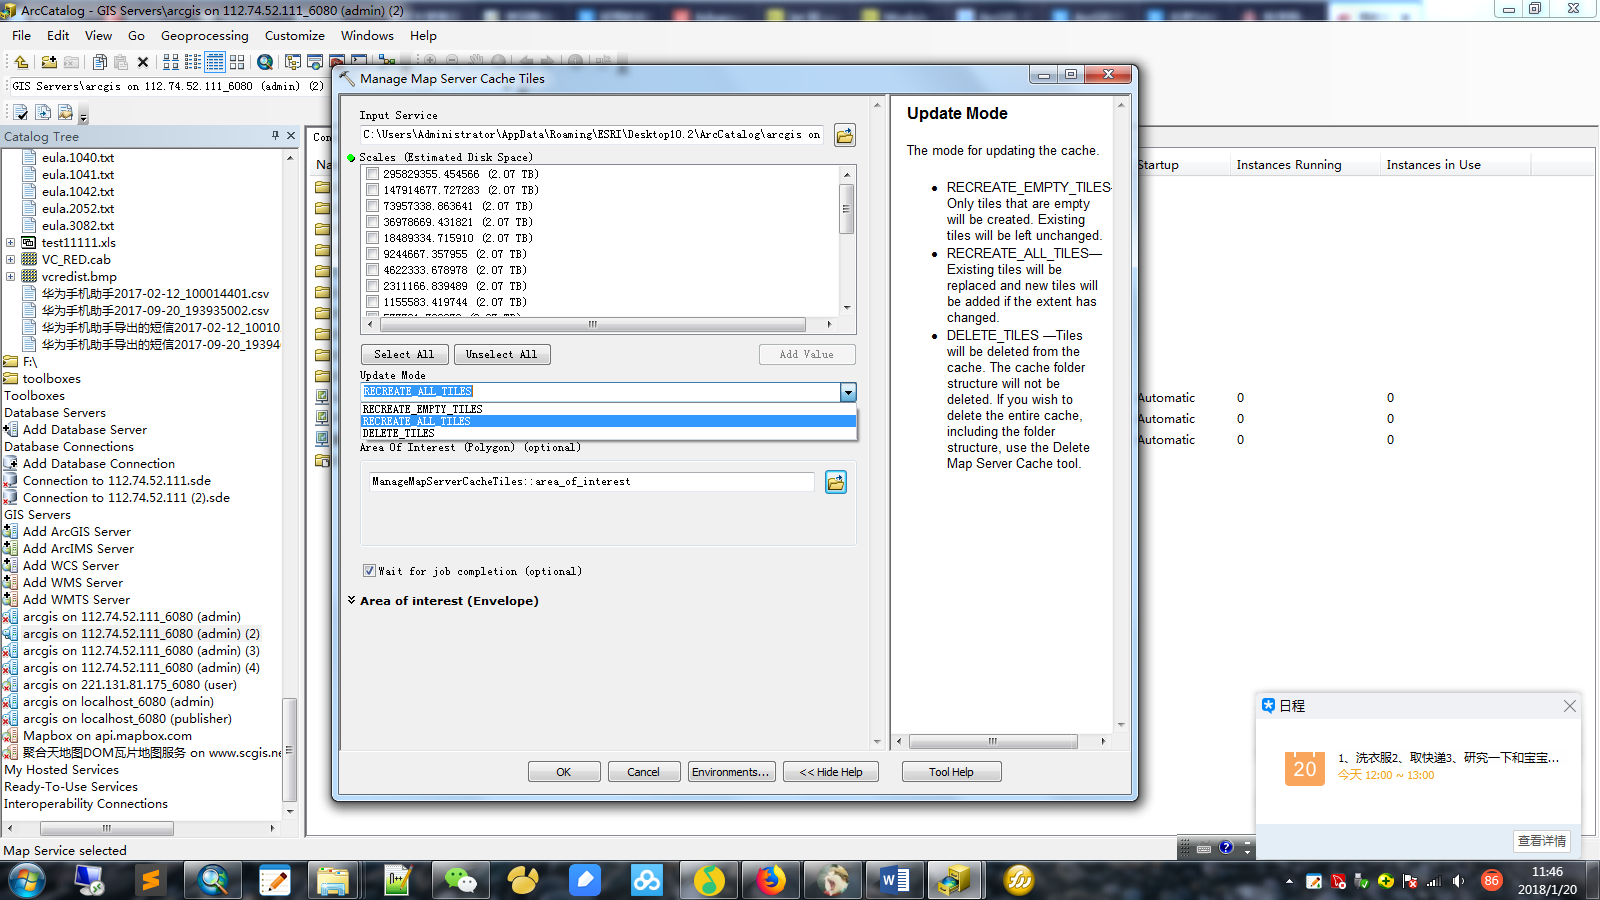 ArcCatalog - GIS Servers\arcgis on 112.74.52.111_6080 (admin) (2)
File Edit View Go Geoprocessing Customize Windows Help
GIS Servers\arcgis on 112.74.52.111_6080 (admin) (2)
Catalog Tree
eula.1040.txt
eula.1041.txt
eula.1042.txt
eula.2052.txt
eula.3082.txt
test11111.xls
VC_RED.cab
vcredist.bmp
华为手机助手2017-02-12_100014401.csv
华为手机助手2017-09-20_193935002.csv
华为手机助手导出的短信2017-02-12_10010
华为手机助手导出的短信2017-09-20_19394
F:\
toolboxes
Toolboxes
Database Servers
Add Database Server
Database Connections
Add Database Connection
Connection to 112.74.52.111.sde
Connection to 112.74.52.111 (2).sde
GIS Servers
Add ArcGIS Server
Add ArcIMS Server
Add WCS Server
Add WMS Server
Add WMTS Server
arcgis on 112.74.52.111_6080 (admin)
arcgis on 112.74.52.111_6080 (admin) (2)
arcgis on 112.74.52.111_6080 (admin) (3)
arcgis on 112.74.52.111_6080 (admin) (4)
arcgis on 221.131.81.175_6080 (user)
arcgis on localhost_6080 (admin)
arcgis on localhost_6080 (publisher)
Mapbox on api.mapbox.com
聚合天地图DOM瓦片地图服务 on www.scgis.ne
My Hosted Services
Ready-To-Use Services
Interoperability Connections
Map Service selected
Con
Na
Startup Instances Running Instances in Use
Automatic 0 0
Automatic 0 0
Automatic 0 0
Manage Map Server Cache Tiles
Input Service
C:\Users\Administrator\AppData\Roaming\ESRI\Desktop10.2\ArcCatalog\arcgis on
Scales (Estimated Disk Space)
295829355.454566 (2.07 TB)
147914677.727283 (2.07 TB)
73957338.863641 (2.07 TB)
36978669.431821 (2.07 TB)
18489334.715910 (2.07 TB)
9244667.357955 (2.07 TB)
4622333.678978 (2.07 TB)
2311166.839489 (2.07 TB)
1155583.419744 (2.07 TB)
Select All Unselect All Add Value
Update Mode
RECREATE_ALL_TILES
RECREATE_EMPTY_TILES
RECREATE_ALL_TILES
DELETE_TILES
Area Of Interest (Polygon) (optional)
ManageMapServerCacheTiles::area_of_interest
Wait for job completion (optional)
Area of interest (Envelope)
OK Cancel Environments... << Hide Help Tool Help
Update Mode
The mode for updating the cache.
• RECREATE_EMPTY_TILES-
Only tiles that are empty
will be created. Existing
tiles will be left unchanged.
• RECREATE_ALL_TILES—
Existing tiles will be
replaced and new tiles will
be added if the extent has
changed.
• DELETE_TILES —Tiles
will be deleted from the
cache. The cache folder
structure will not be
deleted. If you wish to
delete the entire cache,
including the folder
structure, use the Delete
Map Server Cache tool.
日程
20
1、洗衣服2、取快递3、研究一下和宝宝...
今天 12:00 ~ 13:00
查看详情
86
11:46
2018/1/20